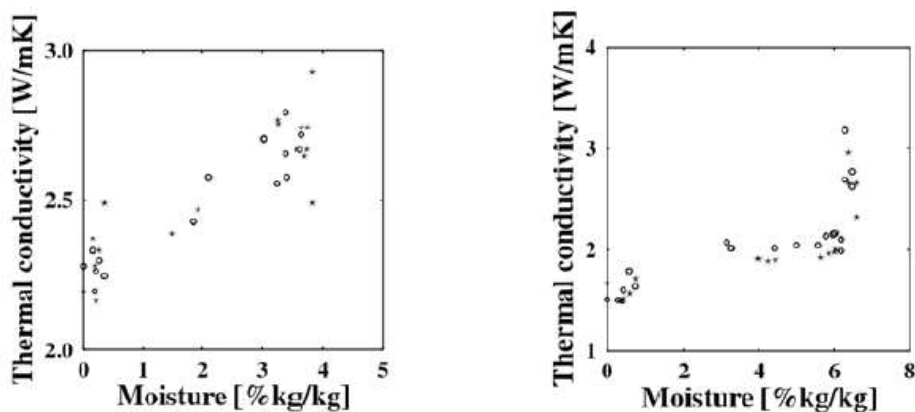 Thermal conductivity [W/mK]
3.0
2.5
2.0
0 1 2 3 4 5
Moisture [%kg/kg]
Thermal conductivity [W/mK]
4
3
2
1
0 2 4 6 8
Moisture [%kg/kg]